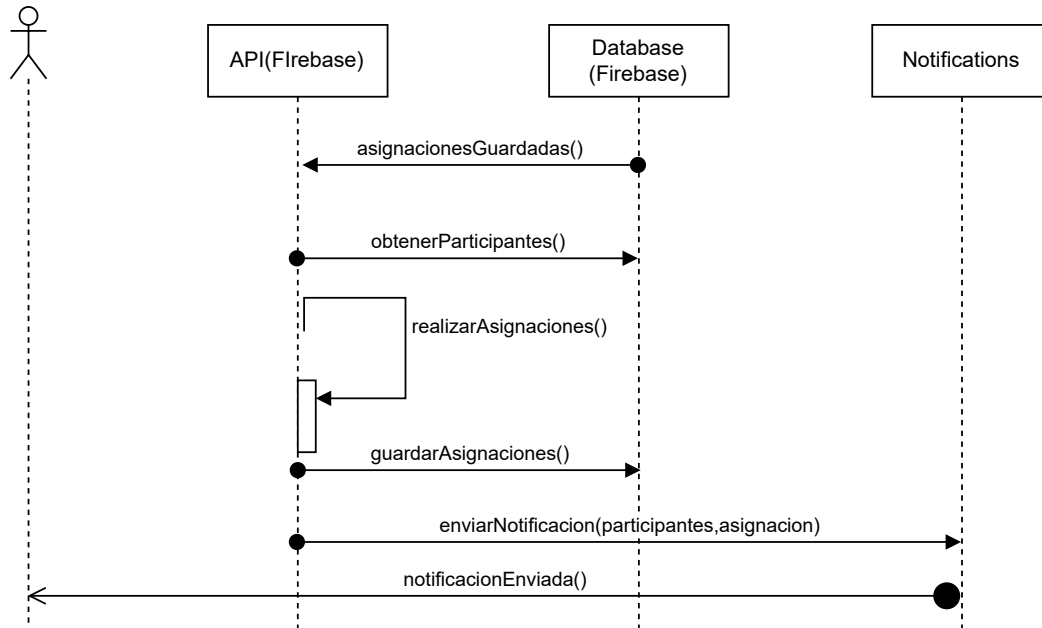 API(FIrebase)
Database
(Firebase)
Notifications
asignacionesGuardadas()
obtenerParticipantes()
realizarAsignaciones()
guardarAsignaciones()
enviarNotificacion(participantes,asignacion)
notificacionEnviada()